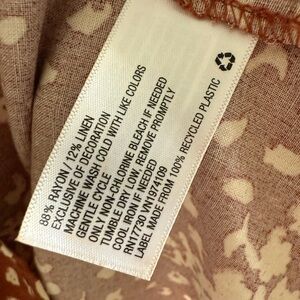 88% RAYON / 12% LINEN
EXCLUSIVE OF DECORATION
MACHINE WASH COLD WITH LIKE COLORS
GENTLE CYCLE
ONLY NON-CHLORINE BLEACH IF NEEDED
TUMBLE DRY LOW, REMOVE PROMPTLY
COOL IRON IF NEEDED
LABEL MADE FROM 100% RECYCLED PLASTIC
RN17730 TN1974109